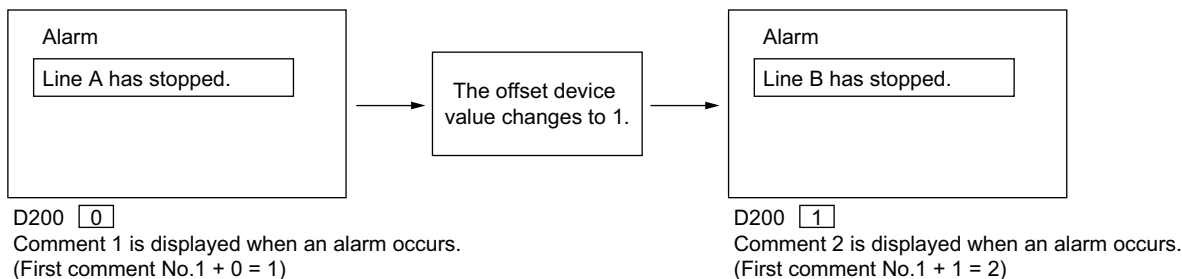 Alarm
Line A has stopped.
D200 0
Comment 1 is displayed when an alarm occurs.
(First comment No.1 + 0 = 1)
The offset device
value changes to 1.
Alarm
Line B has stopped.
D200 1
Comment 2 is displayed when an alarm occurs.
(First comment No.1 + 1 = 2)